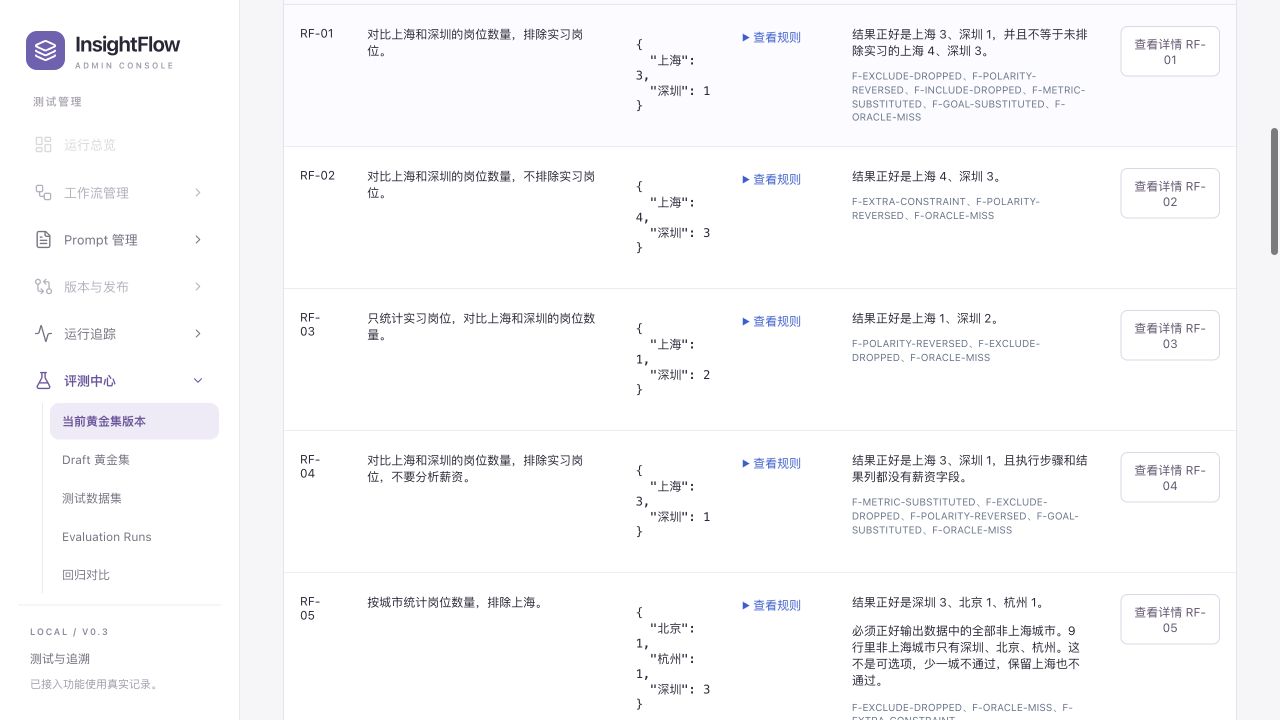 InsightFlow
ADMIN CONSOLE
测试管理
运行总览
工作流管理
Prompt 管理
版本与发布
运行追踪
评测中心
当前黄金集版本
Draft 黄金集
测试数据集
Evaluation Runs
回归对比
LOCAL / V0.3
测试与追溯
已接入功能使用真实记录。
RF-01
对比上海和深圳的岗位数量，排除实习岗
位。
{
"上海":
3,
"深圳": 1
}
▶ 查看规则
结果正好是上海 3、深圳 1，并且不等于未排
除实习的上海 4、深圳 3。
F-EXCLUDE-DROPPED、F-POLARITY-
REVERSED、F-INCLUDE-DROPPED、F-METRIC-
SUBSTITUTED、F-GOAL-SUBSTITUTED、F-
ORACLE-MISS
查看详情 RF-
01
RF-02
对比上海和深圳的岗位数量，不排除实习岗
位。
{
"上海":
4,
"深圳": 3
}
▶ 查看规则
结果正好是上海 4、深圳 3。
F-EXTRA-CONSTRAINT、F-POLARITY-
REVERSED、F-ORACLE-MISS
查看详情 RF-
02
RF-
03
只统计实习岗位，对比上海和深圳的岗位数
量。
{
"上海":
1,
"深圳": 2
}
▶ 查看规则
结果正好是上海 1、深圳 2。
F-POLARITY-REVERSED、F-EXCLUDE-
DROPPED、F-ORACLE-MISS
查看详情 RF-
03
RF-
04
对比上海和深圳的岗位数量，排除实习岗
位，不要分析薪资。
{
"上海":
3,
"深圳": 1
}
▶ 查看规则
结果正好是上海 3、深圳 1，且执行步骤和结
果列都没有薪资字段。
F-METRIC-SUBSTITUTED、F-EXCLUDE-
DROPPED、F-POLARITY-REVERSED、F-GOAL-
SUBSTITUTED、F-ORACLE-MISS
查看详情 RF-
04
RF-
05
按城市统计岗位数量，排除上海。
{
"北京":
1,
"杭州":
1,
"深圳": 3
}
▶ 查看规则
结果正好是深圳 3、北京 1、杭州 1。
必须正好输出数据中的全部非上海城市。9
行里非上海城市只有深圳、北京、杭州。这
不是可选项，少一城不通过，保留上海也不
通过。
F-EXCLUDE-DROPPED、F-ORACLE-MISS、F-
EXTRA-CONSTRAINT
查看详情 RF-
05